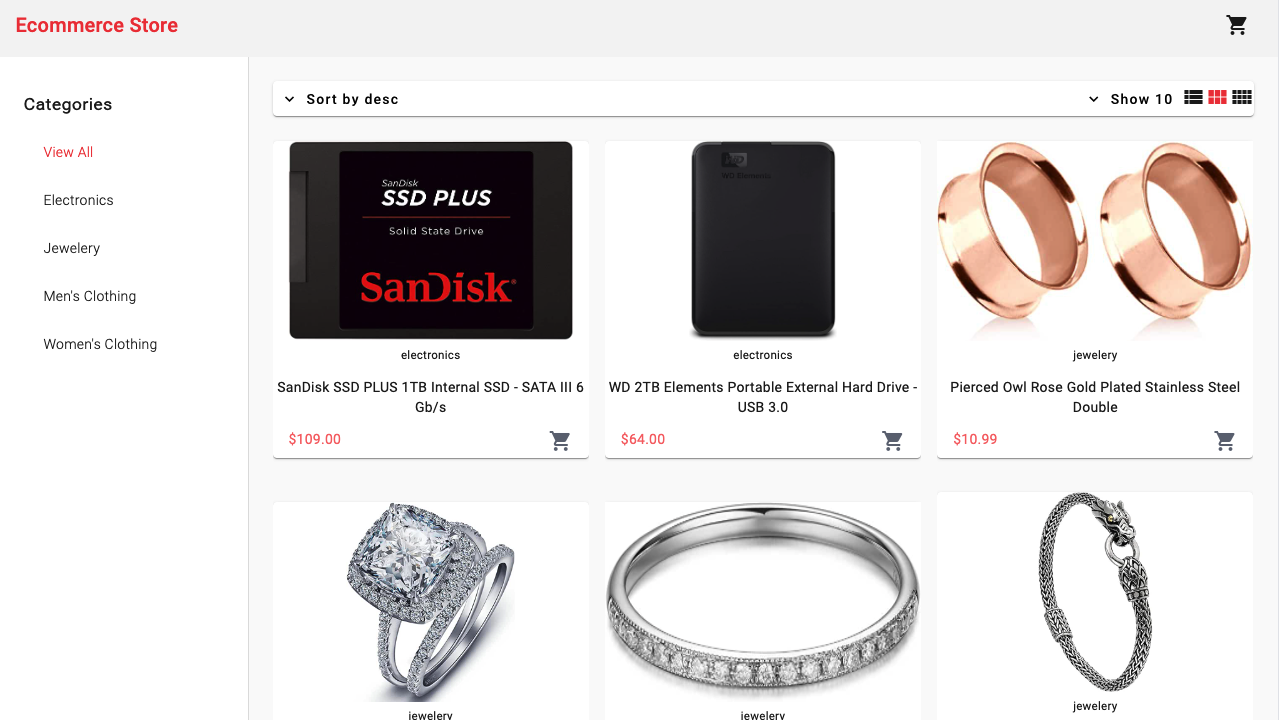 Ecommerce Store
Categories
View All
Electronics
Jewelery
Men's Clothing
Women's Clothing
Sort by desc
Show 10
SanDisk
SSD PLUS
Solid State Drive
SanDisk
electronics
SanDisk SSD PLUS 1TB Internal SSD - SATA III 6
Gb/s
$109.00
WD
WD Elements
electronics
WD 2TB Elements Portable External Hard Drive -
USB 3.0
$64.00
jewelery
Pierced Owl Rose Gold Plated Stainless Steel
Double
$10.99
jewelery
jewelery
jewelery